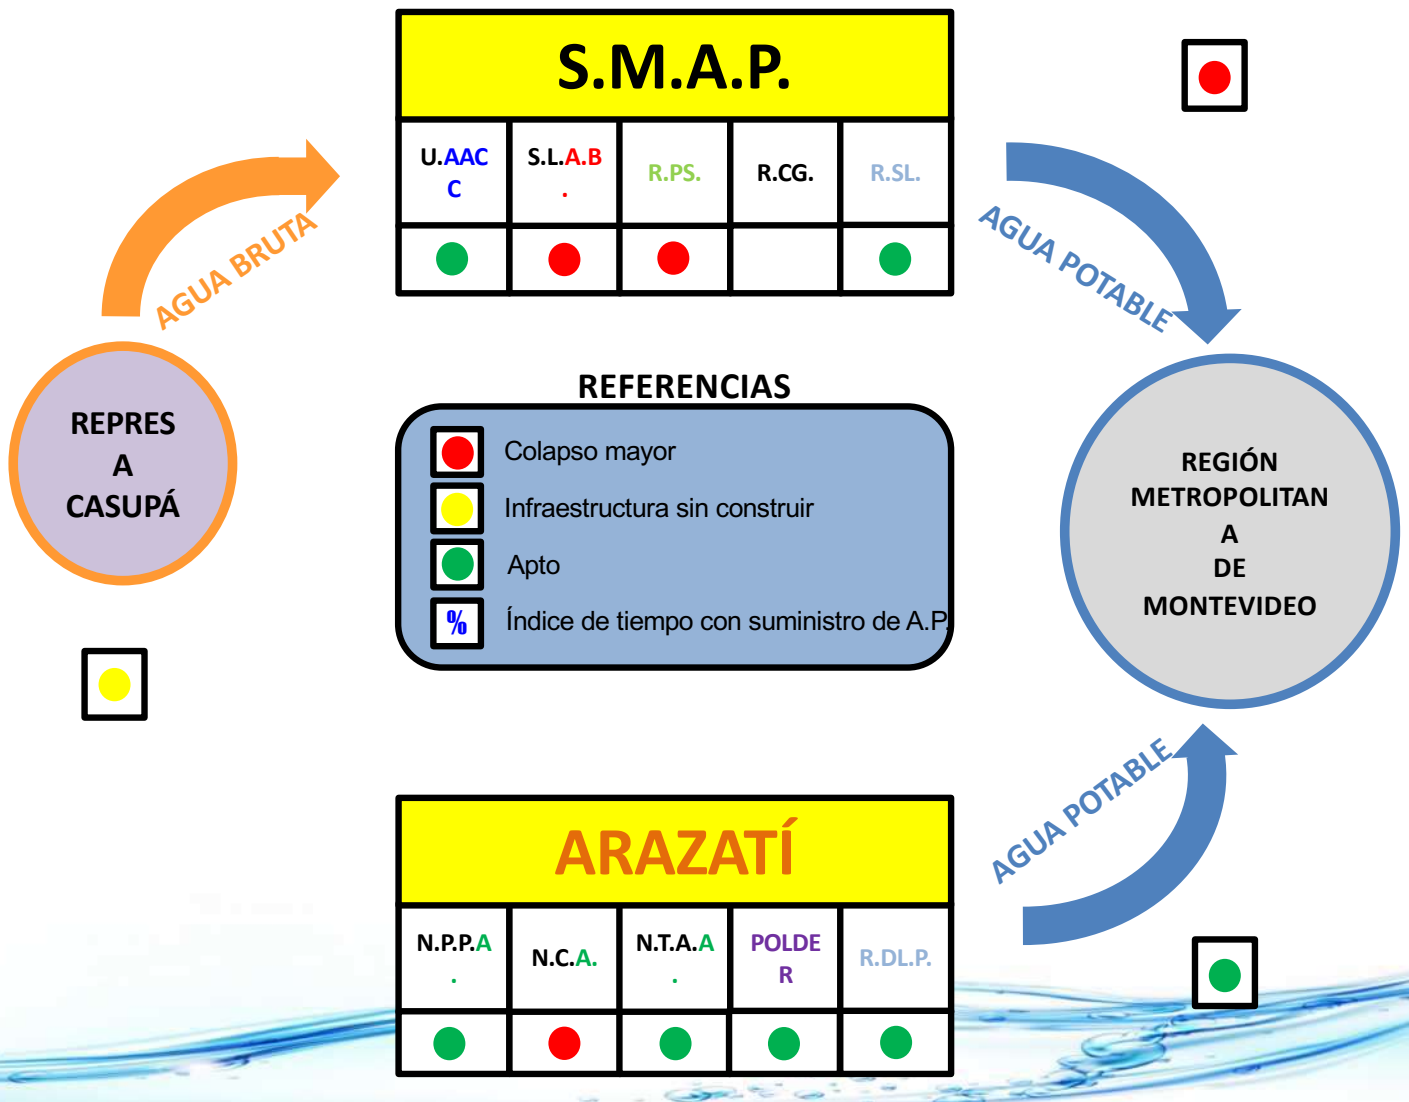 S.M.A.P.
U.AAC
C
S.L.A.B
.
R.PS.
R.CG.
R.SL.
AGUA BRUTA
AGUA POTABLE
REPRES
A
CASUPÁ
REFERENCIAS
Colapso mayor
Infraestructura sin construir
Apto
% Índice de tiempo con suministro de A.P.
REGIÓN
METROPOLITAN
A
DE
MONTEVIDEO
AGUA POTABLE
ARAZATÍ
N.P.P.A
.
N.C.A.
N.T.A.A
.
POLDE
R
R.DL.P.